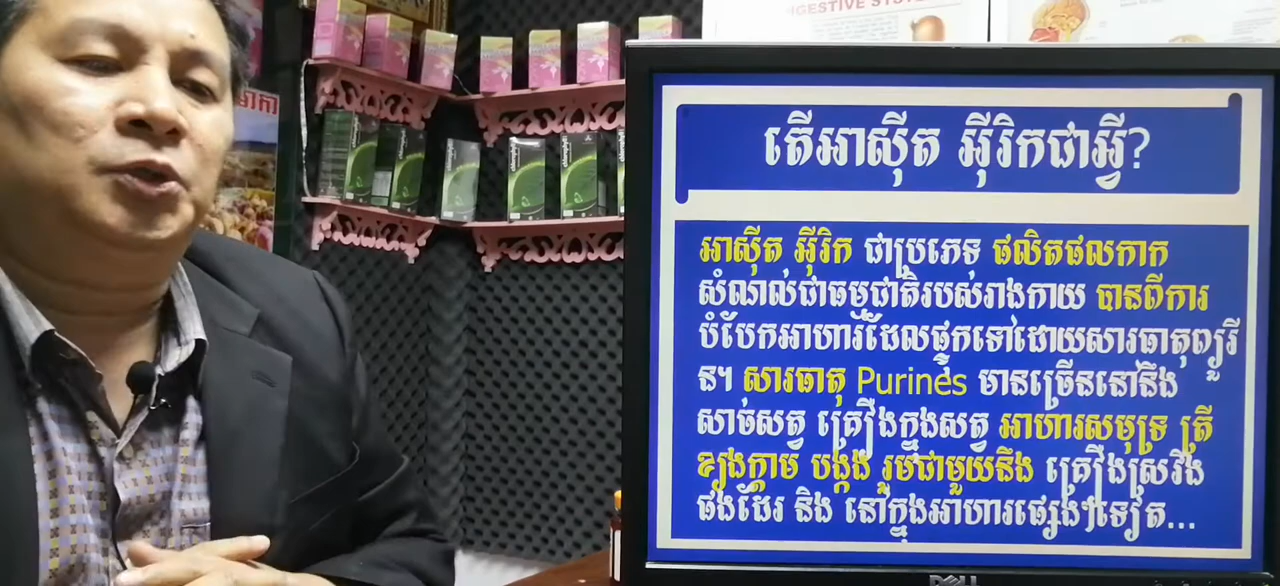 IGESTIVE SYST
chlorophyll
chlorophyll
chlorophyll
តើអាស៊ីត អ៊ីរិកជាអ្វី?
អាស៊ីត អ៊ីរិក ជាប្រភេទ ផលិតផលកាក
សំណល់ជាធម្មជាតិរបស់រាងកាយ បានពីការ
បំបែកអាហារ័ដែលផ្ទុកទៅដោយសារធាតុព្យូរី
ន។ សារធាតុ Purines មានច្រើននៅនឹង
សាច់សត្វ គ្រឿងក្នុងសត្វ អាហារសមុទ្រ ត្រី
ខ្យងក្តាម បង្កង រួមជាមួយនឹង គ្រឿងស្រវឹង
ផងដែរ និង នៅក្នុងអាហារផ្សេងៗទៀត...
DELL